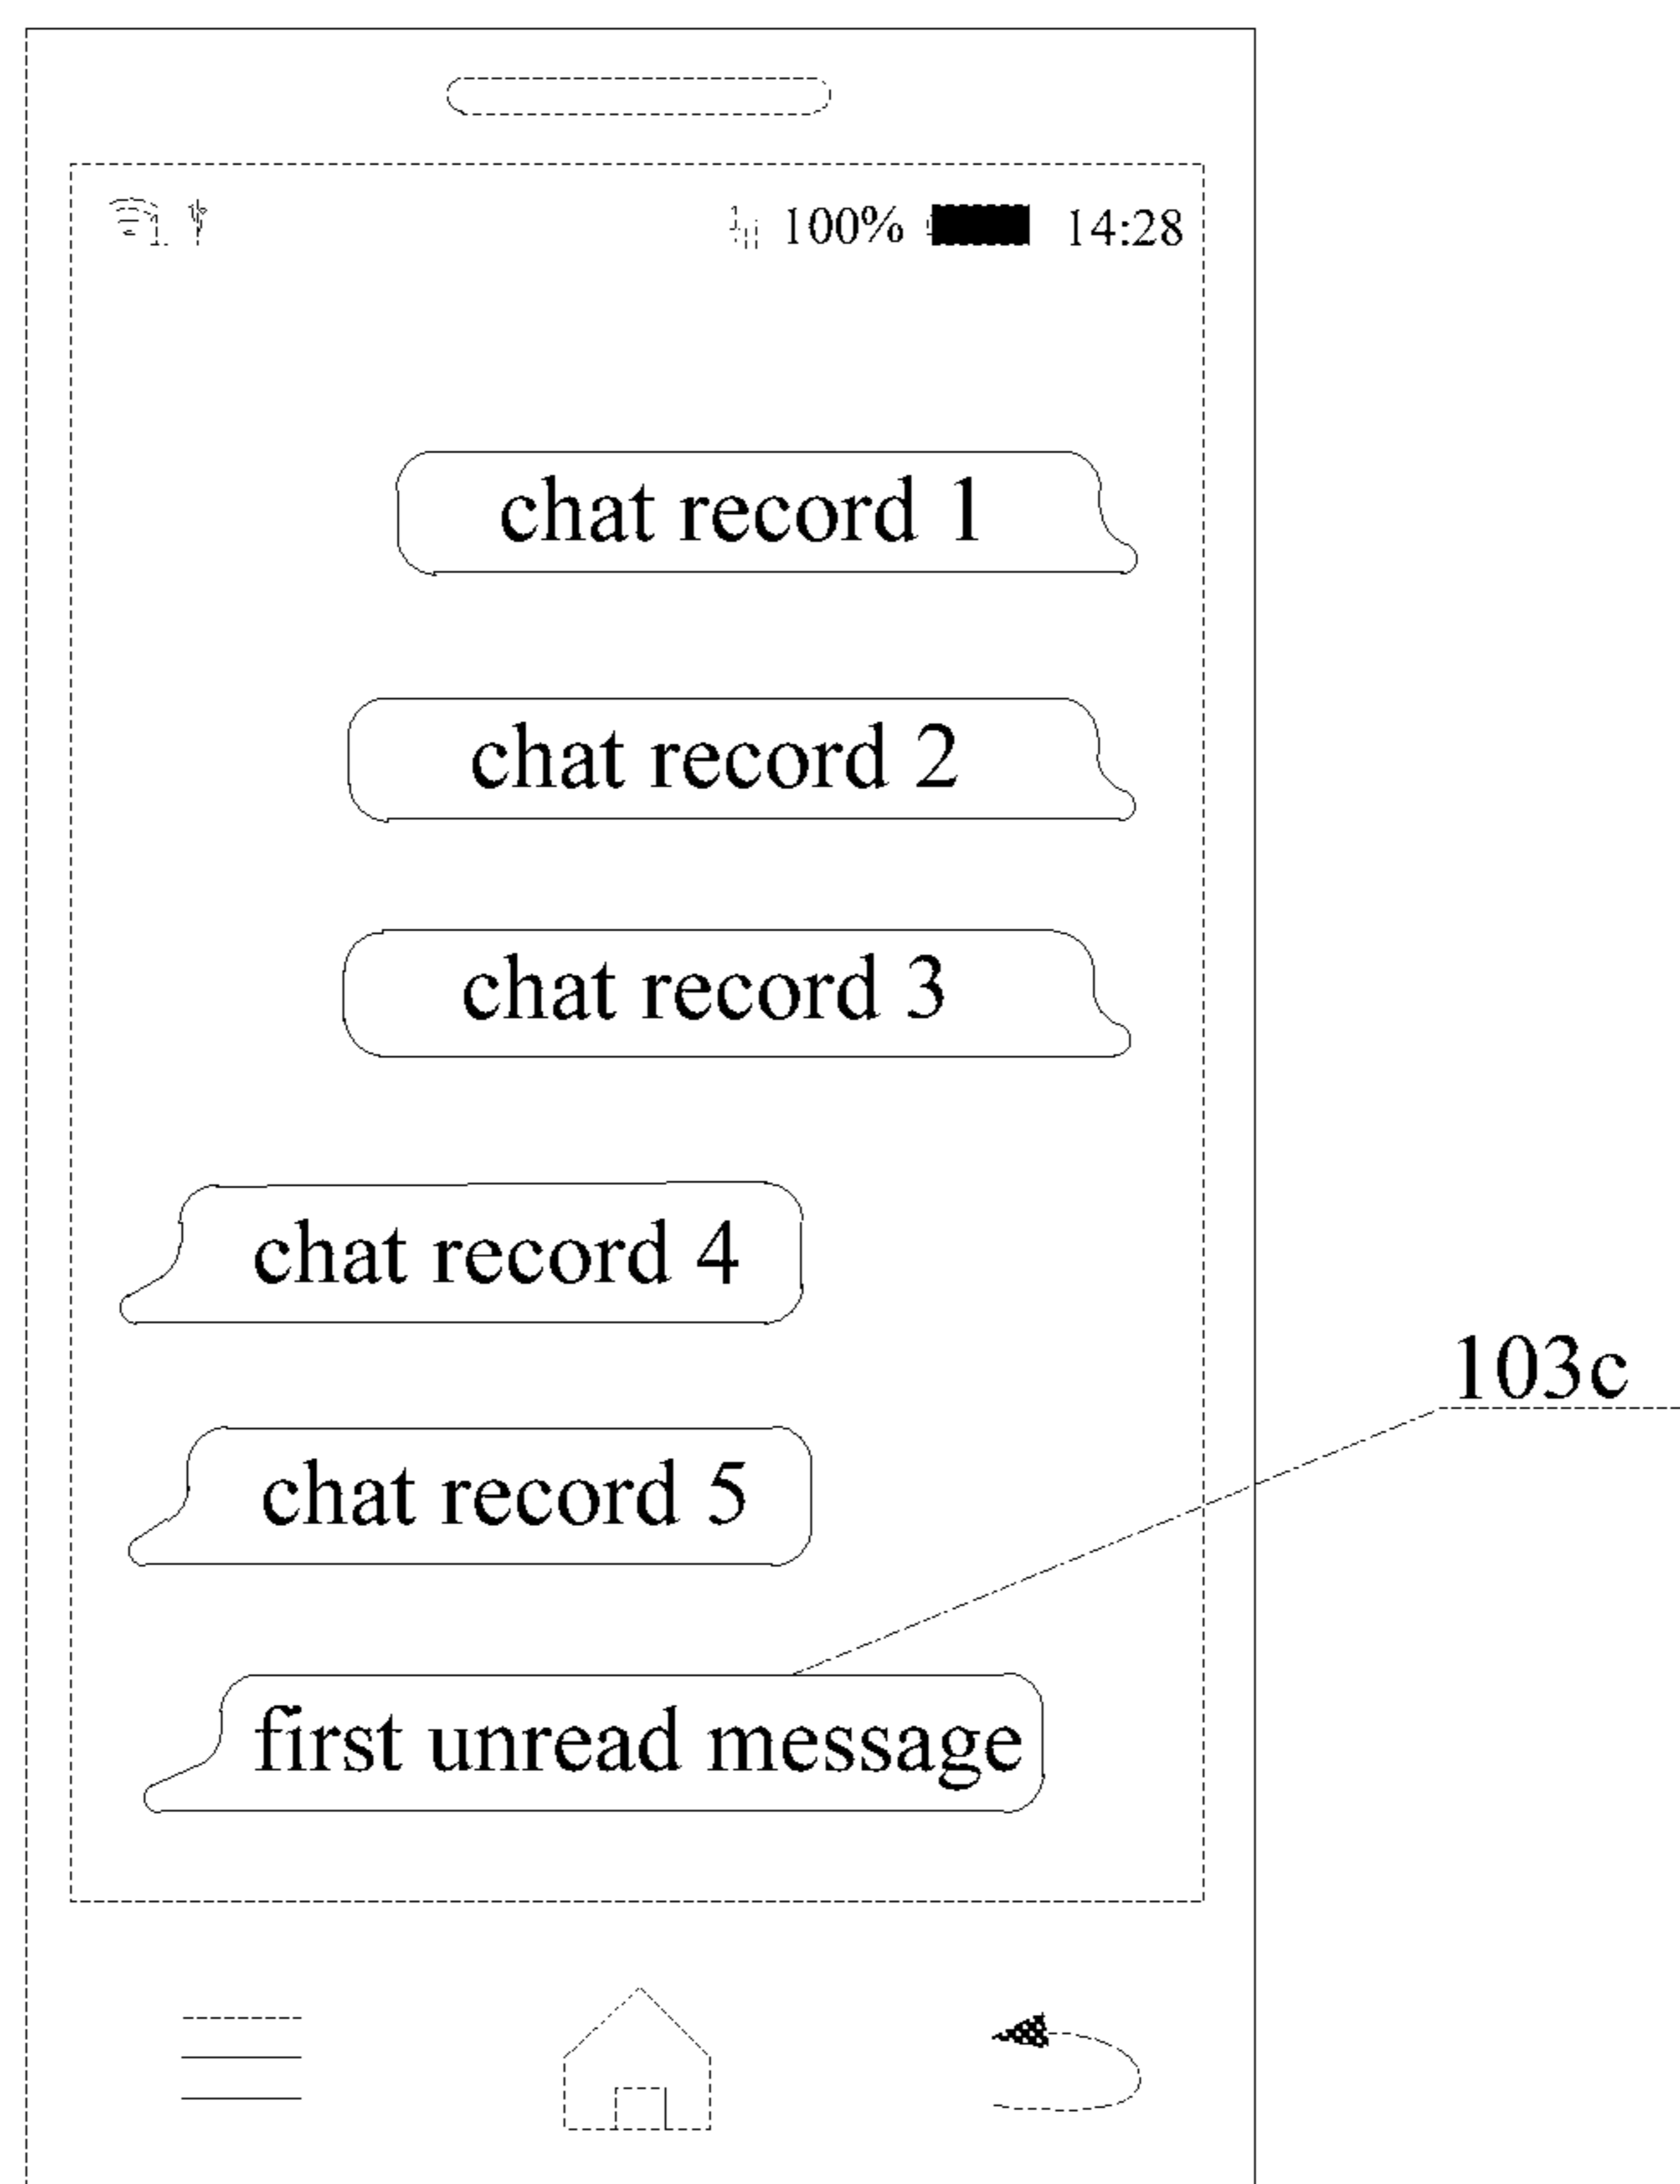 100% 14:28
chat record 1
chat record 2
chat record 3
chat record 4
103c
chat record 5
first unread message